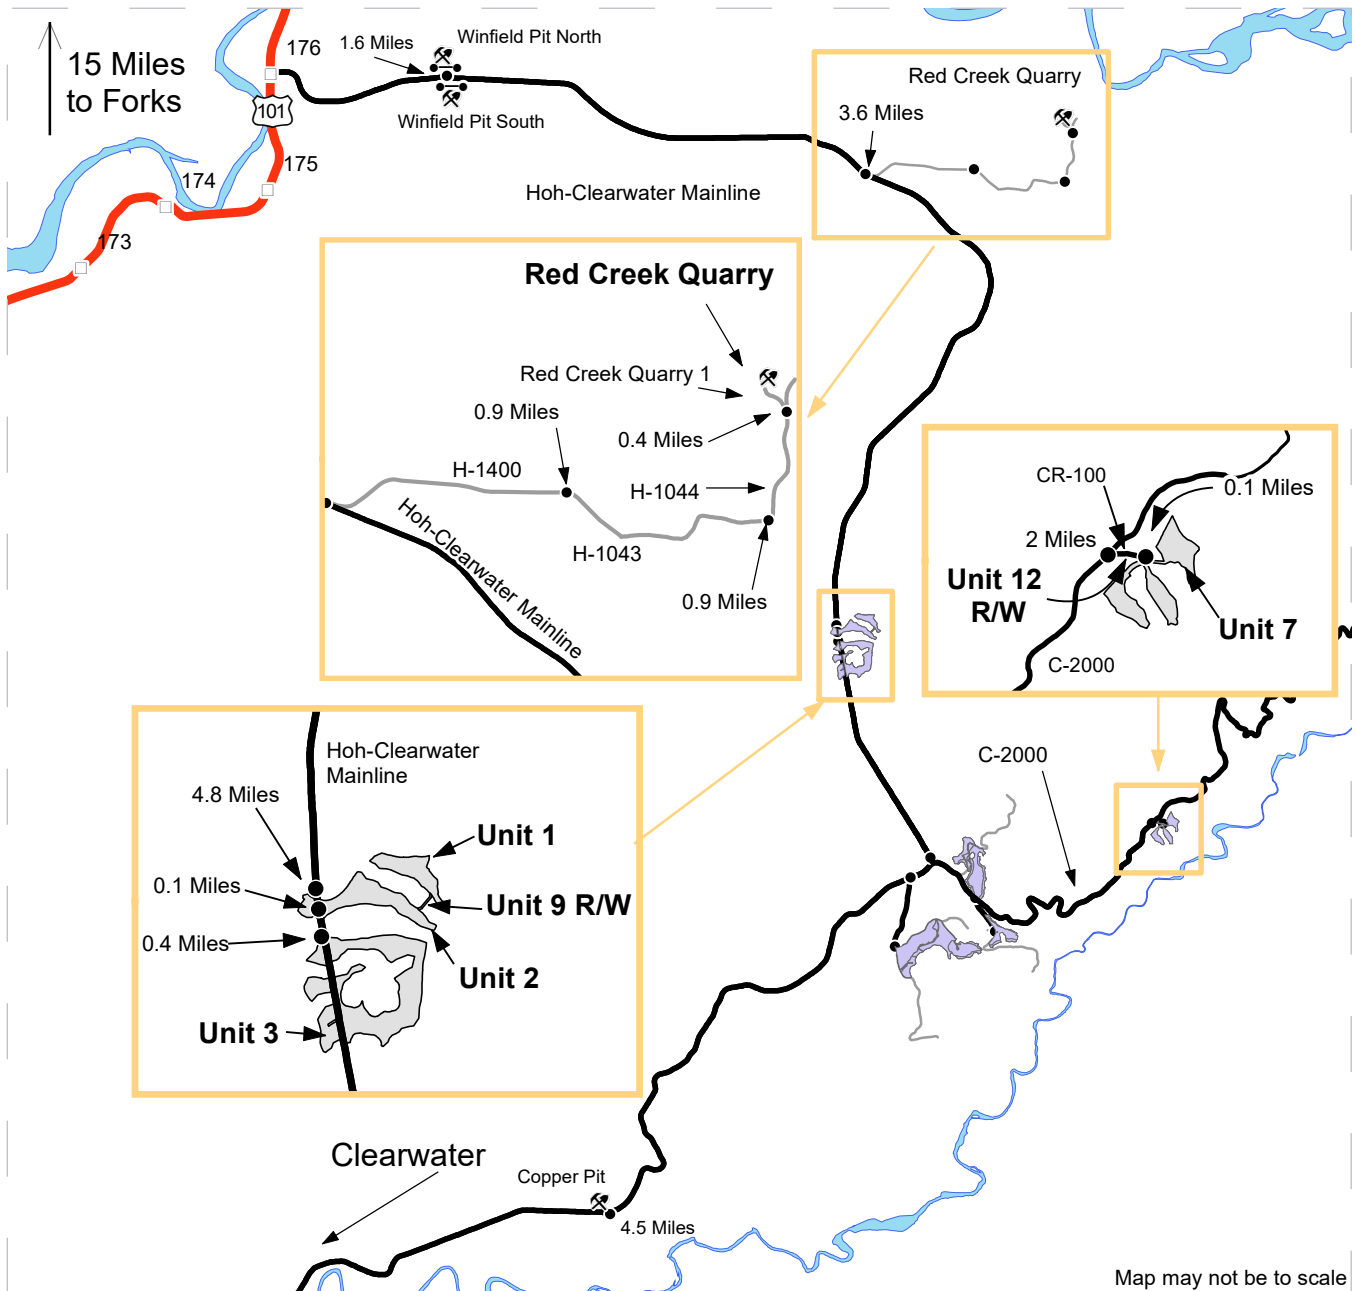 176
1.6 Miles
Winfield Pit North
15 Miles
to Forks
101
Winfield Pit South
175
174
173
Red Creek Quarry
3.6 Miles
Hoh-Clearwater Mainline
Red Creek Quarry
Red Creek Quarry 1
0.9 Miles
0.4 Miles
H-1400
H-1044
Hoh-Clearwater Mainline
H-1043
0.9 Miles
CR-100
0.1 Miles
2 Miles
Unit 12
R/W
Unit 7
C-2000
Hoh-Clearwater
Mainline
4.8 Miles
Unit 1
0.1 Miles
Unit 9 R/W
0.4 Miles
Unit 2
Unit 3
C-2000
Clearwater
Copper Pit
4.5 Miles
Map may not be to scale